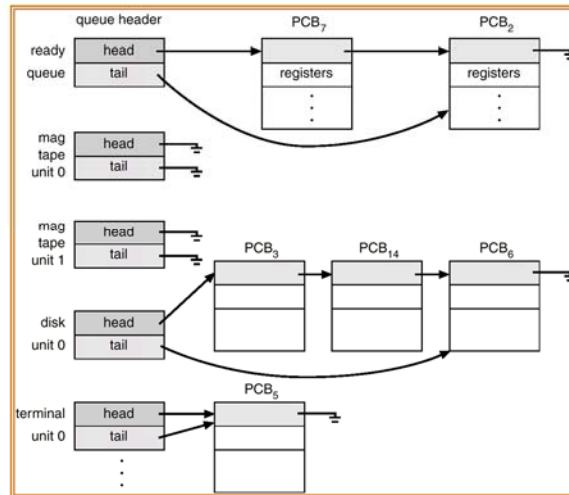 queue header PCB7 PCB2
ready head
queue tail registers registers
mag head
tape
unit 0 tail
mag head
tape
unit 1 tail PCB3 PCB14 PCB6
disk head
unit 0 tail
PCB5
terminal head
unit 0 tail